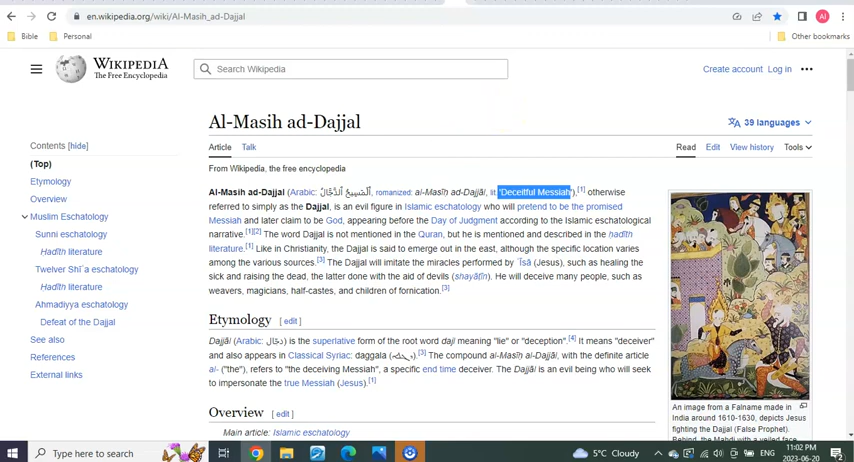 en.wikipedia.org/wiki/Al-Masih_ad-Dajjal
AI
Bible
Personal
Other bookmarks
WIKIPEDIA
The Free Encyclopedia
Search Wikipedia
Create account Log in
Al-Masih ad-Dajjal
39 languages
Contents [hide]
(Top)
Etymology
Overview
Muslim Eschatology
Sunni eschatology
Hadīth literature
Twelver Shīʿa eschatology
Hadīth literature
Ahmadiyya eschatology
Defeat of the Dajjal
See also
References
External links
Article Talk
Read Edit View history Tools
From Wikipedia, the free encyclopedia
Al-Masih ad-Dajjal (Arabic: ٱلْمَسِيحُ ٱلدَّجَّالُ, romanized: al-Masīḥ ad-Dajjāl, lit. 'Deceitful Messiah'),[1] otherwise
referred to simply as the Dajjal, is an evil figure in Islamic eschatology who will pretend to be the promised
Messiah and later claim to be God, appearing before the Day of Judgment according to the Islamic eschatological
narrative.[1][2] The word Dajjal is not mentioned in the Quran, but he is mentioned and described in the ḥadīth
literature.[1] Like in Christianity, the Dajjal is said to emerge out in the east, although the specific location varies
among the various sources.[3] The Dajjal will imitate the miracles performed by ʿĪsā (Jesus), such as healing the
sick and raising the dead, the latter done with the aid of devils (shayāṭīn). He will deceive many people, such as
weavers, magicians, half-castes, and children of fornication.[3]
Etymology [ edit ]
Dajjāl (Arabic: دجّال) is the superlative form of the root word dajl meaning "lie" or "deception".[4] It means "deceiver"
and also appears in Classical Syriac: daggala (ܕܓܠܐ).[3] The compound al-Masīḥ al-Dajjāl, with the definite article
al- ("the"), refers to "the deceiving Messiah", a specific end time deceiver. The Dajjāl is an evil being who will seek
to impersonate the true Messiah (Jesus).[1]
Overview [ edit ]
Main article: Islamic eschatology
An image from a Falname made in
India around 1610-1630, depicts Jesus
fighting the Dajjal (False Prophet).
Behind, the Mahdi with a veiled face
Type here to search
5°C Cloudy
11:02 PM
2023-06-20
2